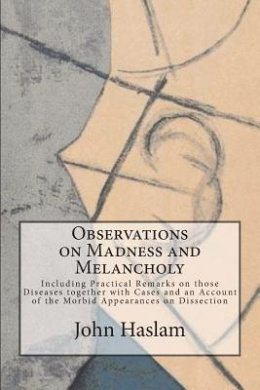 Observations
on Madness and
Melancholy
Including Practical Remarks on those
Diseases together with Cases and an Account
of the Morbid Appearances on Dissection
John Haslam